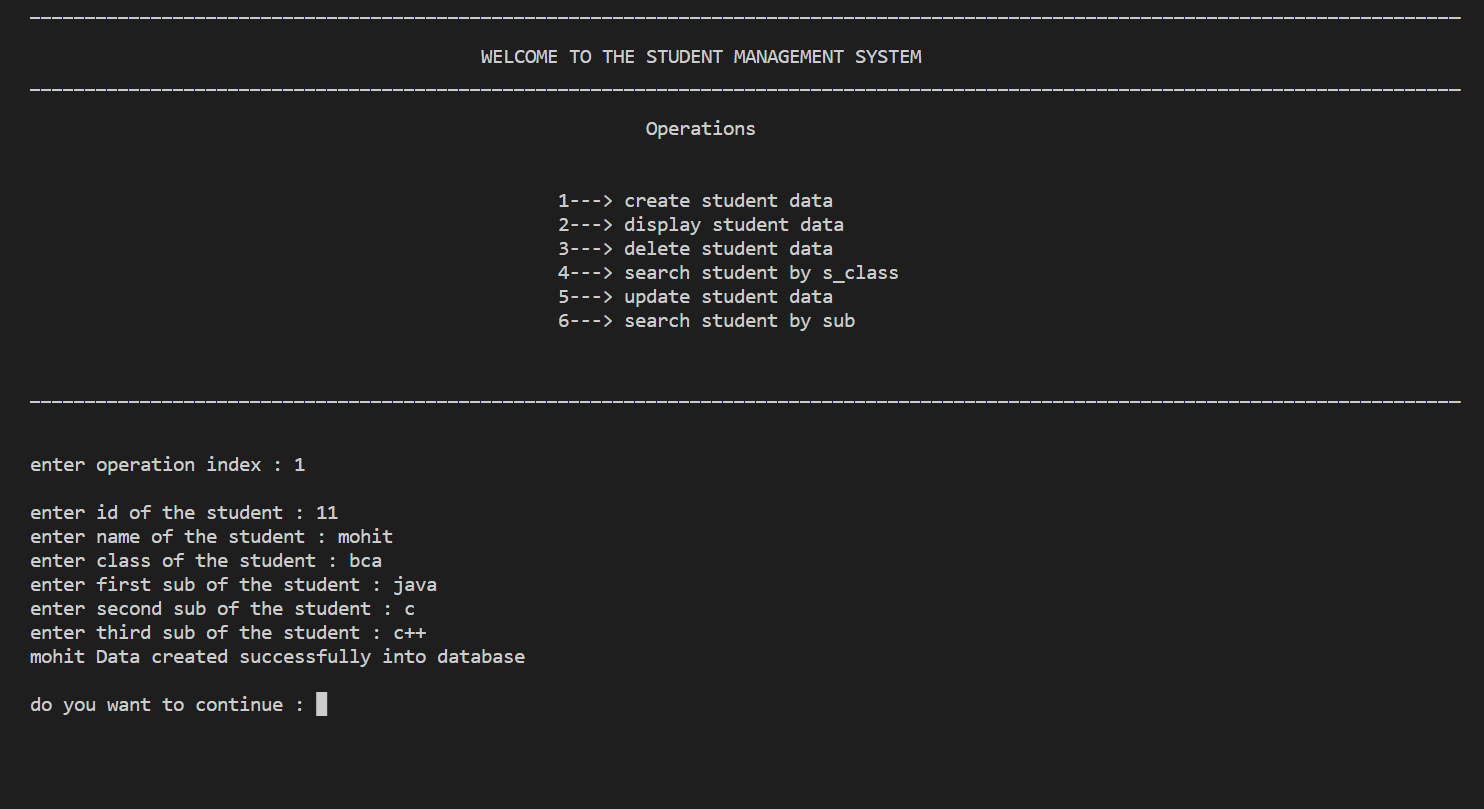 WELCOME TO THE STUDENT MANAGEMENT SYSTEM
Operations
1---> create student data
2---> display student data
3---> delete student data
4---> search student by s_class
5---> update student data
6---> search student by sub
enter operation index : 1
enter id of the student : 11
enter name of the student : mohit
enter class of the student : bca
enter first sub of the student : java
enter second sub of the student : c
enter third sub of the student : c++
mohit Data created successfully into database
do you want to continue :